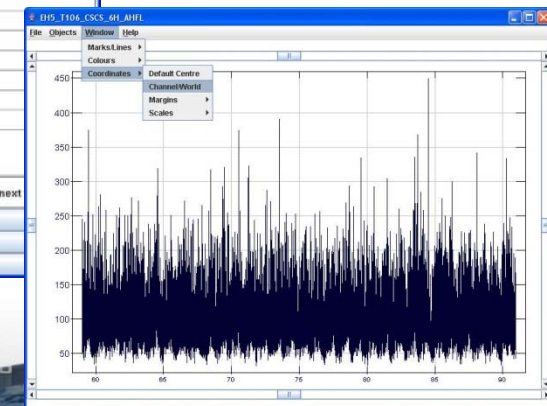 EH5_T106_CSCS_6H_AHFL
File Objects Window Help
Marks/Lines
Colours
Coordinates
Default Centre
Channel/World
Margins
Scales
next
450
400
350
300
250
200
150
100
50
60 65 70 75 80 85 90